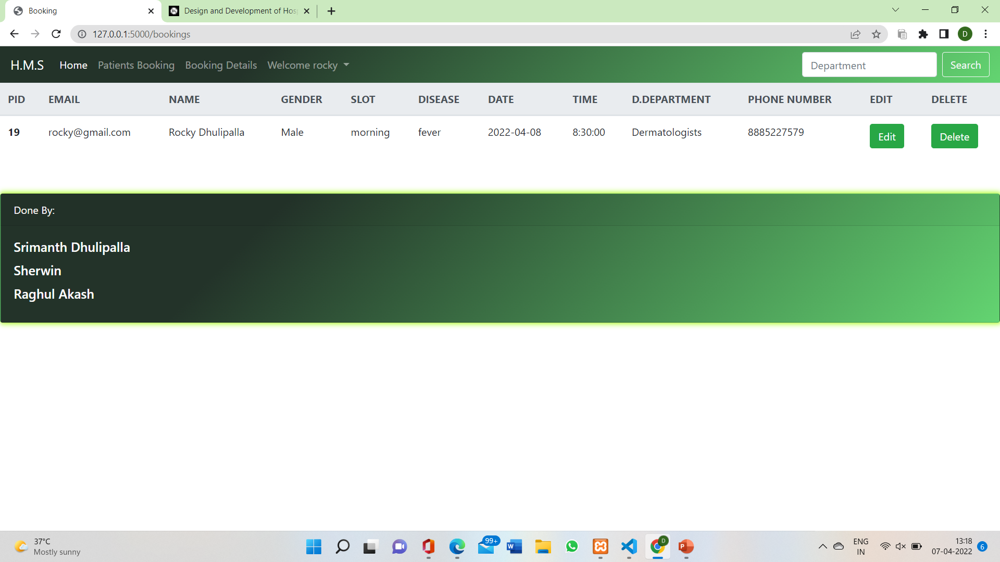 Booking
Design and Development of Hos
127.0.0.1:5000/bookings
D
H.M.S Home Patients Booking Booking Details Welcome rocky Department Search
PID EMAIL NAME GENDER SLOT DISEASE DATE TIME D.DEPARTMENT PHONE NUMBER EDIT DELETE
19 rocky@gmail.com Rocky Dhulipalla Male morning fever 2022-04-08 8:30:00 Dermatologists 8885227579 Edit Delete
Done By:
Srimanth Dhulipalla
Sherwin
Raghul Akash
37°C
Mostly sunny
99+
W
D
P
ENG
IN
13:18
07-04-2022
6